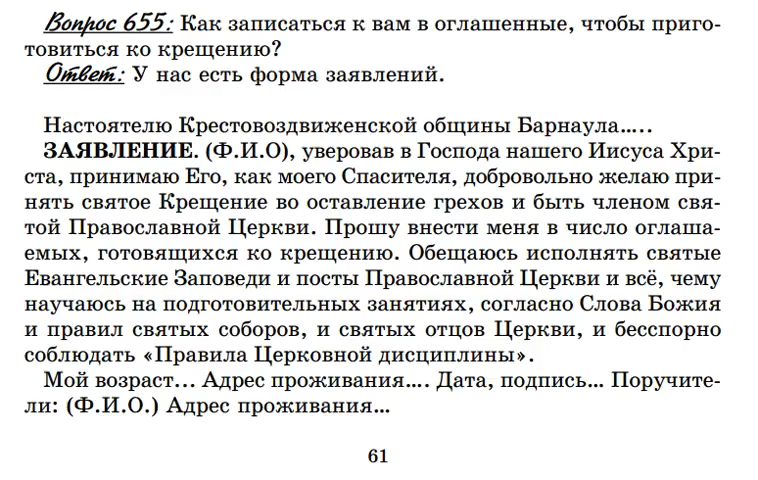 Вопрос 655: Как записаться к вам в оглашенные, чтобы приго-
товиться ко крещению?
Ответ: У нас есть форма заявлений.
Настоятелю Крестовоздвиженской общины Барнаула…..
ЗАЯВЛЕНИЕ. (Ф.И.О), уверовав в Господа нашего Иисуса Хри-
ста, принимаю Его, как моего Спасителя, добровольно желаю при-
нять святое Крещение во оставление грехов и быть членом свя-
той Православной Церкви. Прошу внести меня в число оглаша-
емых, готовящихся ко крещению. Обещаюсь исполнять святые
Евангельские Заповеди и посты Православной Церкви и всё, чему
научаюсь на подготовительных занятиях, согласно Слова Божия
и правил святых соборов, и святых отцов Церкви, и бесспорно
соблюдать «Правила Церковной дисциплины».
Мой возраст… Адрес проживания…. Дата, подпись… Поручите-
ли: (Ф.И.О.) Адрес проживания…
61